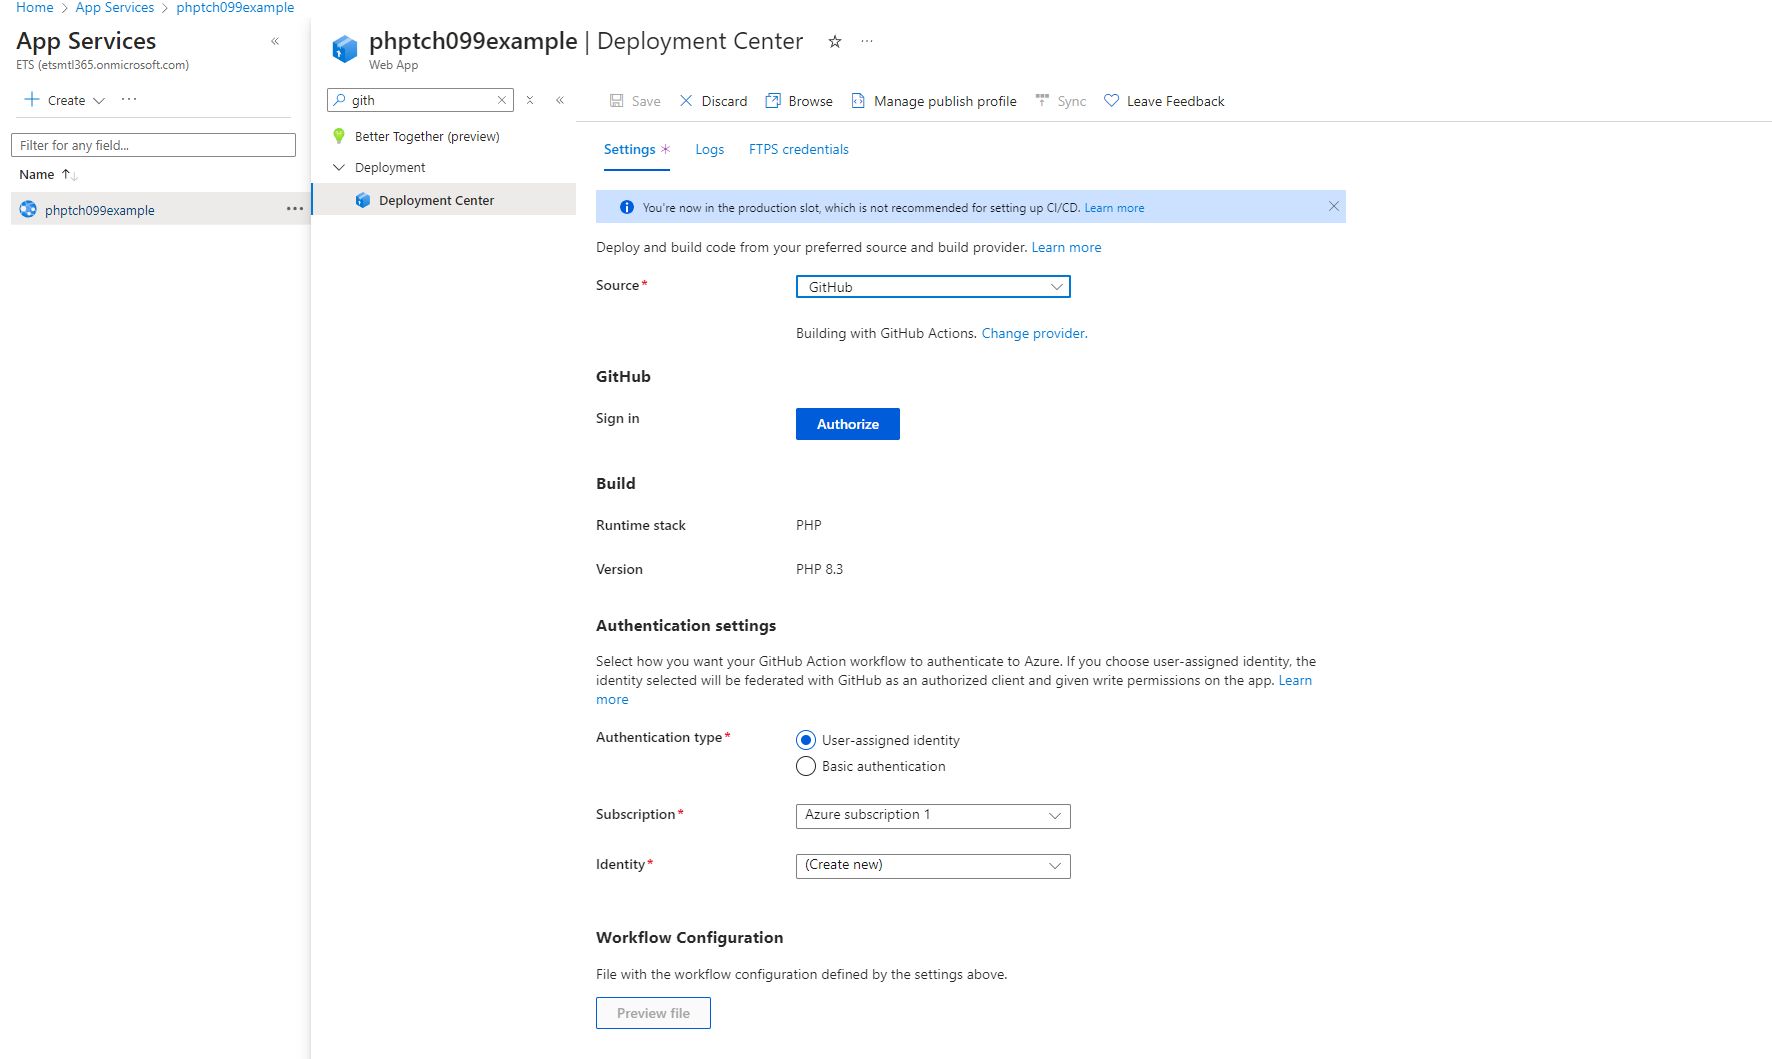 Home > App Services > phptch099example
App Services «
ETS (etsmtl365.onmicrosoft.com)
+ Create ...
Filter for any field...
Name ↑↓
phptch099example ...
phptch099example | Deployment Center ☆ ...
Web App
gith × «
Better Together (preview)
Deployment
Deployment Center
Save Discard Browse Manage publish profile Sync Leave Feedback
Settings * Logs FTPS credentials
You're now in the production slot, which is not recommended for setting up CI/CD. Learn more
Deploy and build code from your preferred source and build provider. Learn more
Source* GitHub
Building with GitHub Actions. Change provider.
GitHub
Sign in Authorize
Build
Runtime stack PHP
Version PHP 8.3
Authentication settings
Select how you want your GitHub Action workflow to authenticate to Azure. If you choose user-assigned identity, the
identity selected will be federated with GitHub as an authorized client and given write permissions on the app. Learn
more
Authentication type* User-assigned identity
Basic authentication
Subscription* Azure subscription 1
Identity* (Create new)
Workflow Configuration
File with the workflow configuration defined by the settings above.
Preview file